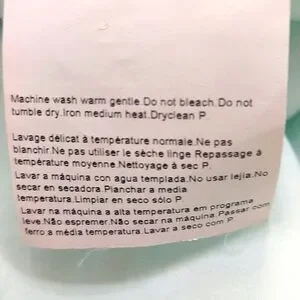 Machine wash warm gentle.Do not bleach.Do not
tumble dry.Iron medium heat.Dryclean P.
Lavage délicat à température normale.Ne pas
blanchir.Ne pas utiliser le sèche linge Repassage à
température moyenne.Nettoyage à sec P.
Lavar a máquina con agua templada.No usar lejía.No
secar en secadora.Planchar a media
temperatura.Limpiar en seco sólo P.
Lavar na máquina a alta temperatura em programa
leve.Não espremer.Não secar na máquina.Passar com
ferro a média temperatura.Lavar a seco com P.